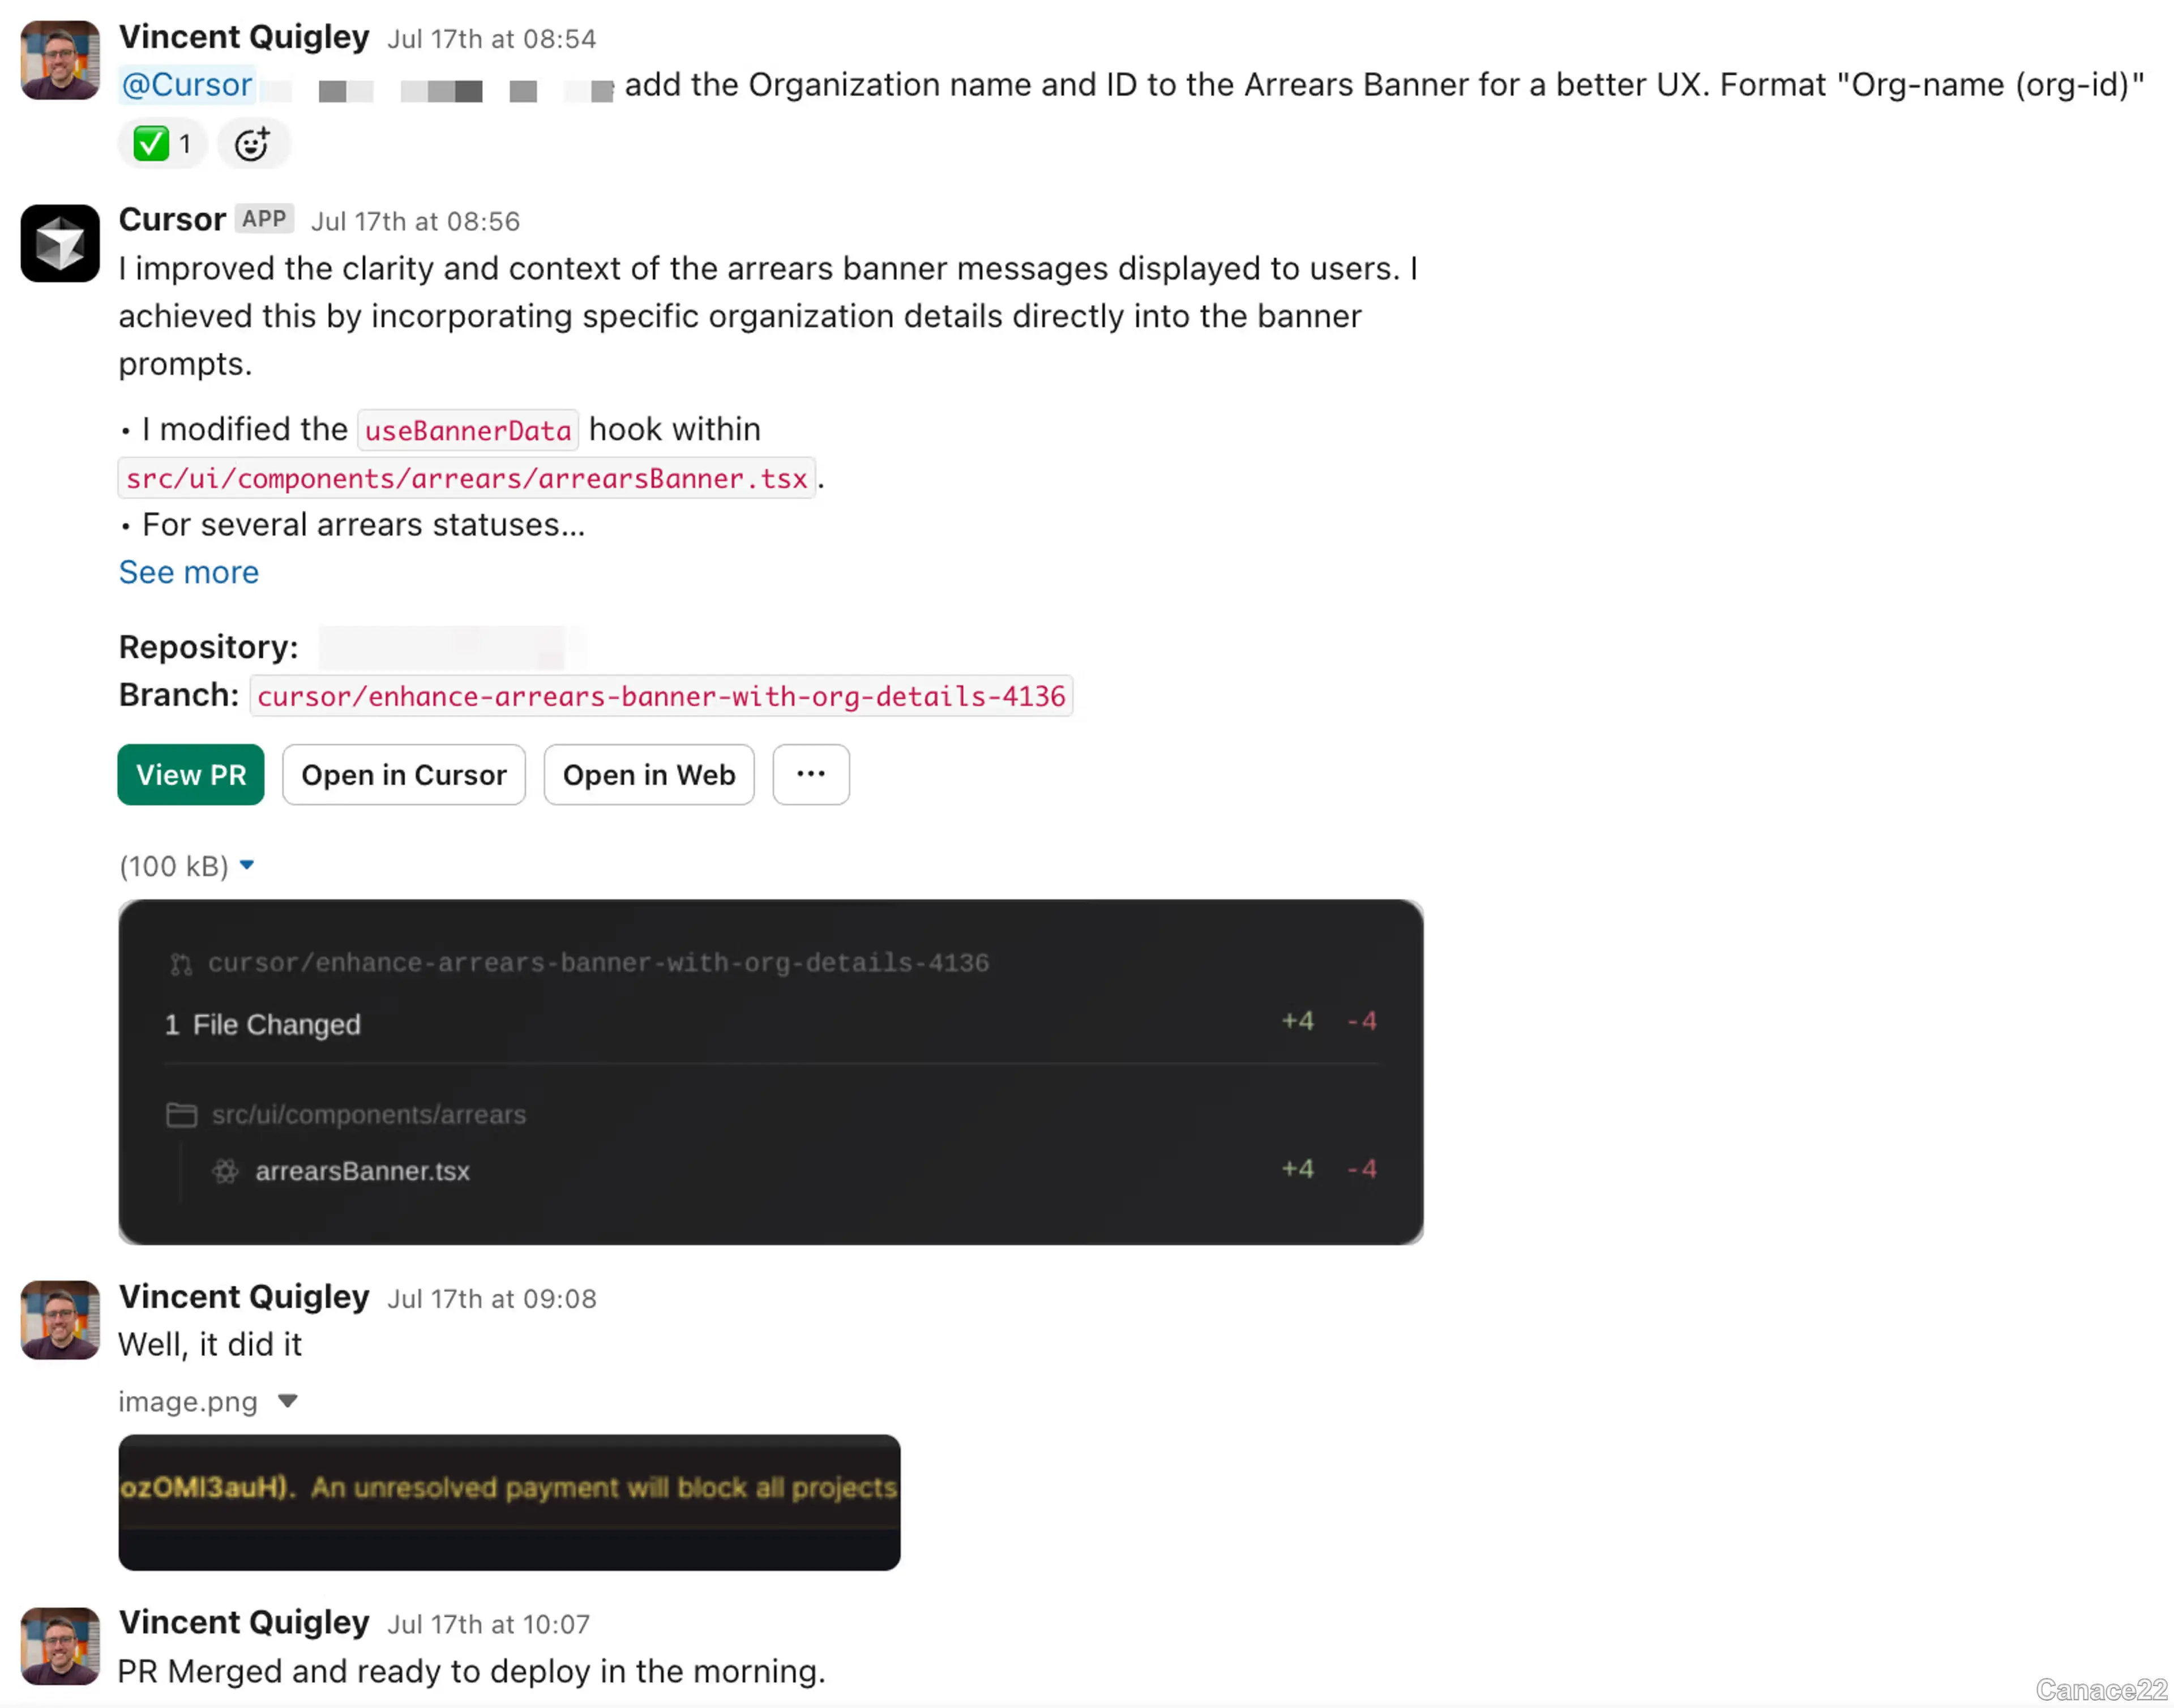 Vincent Quigley Jul 17th at 08:54
@Cursor add the Organization name and ID to the Arrears Banner for a better UX. Format "Org-name (org-id)"
1
Cursor APP Jul 17th at 08:56
I improved the clarity and context of the arrears banner messages displayed to users. I
achieved this by incorporating specific organization details directly into the banner
prompts.
• I modified the useBannerData hook within
src/ui/components/arrears/arrearsBanner.tsx.
• For several arrears statuses...
See more
Repository:
Branch: cursor/enhance-arrears-banner-with-org-details-4136
View PR Open in Cursor Open in Web ...
(100 kB)
cursor/enhance-arrears-banner-with-org-details-4136
1 File Changed +4 -4
src/ui/components/arrears
arrearsBanner.tsx +4 -4
Vincent Quigley Jul 17th at 09:08
Well, it did it
image.png
An unresolved payment will block all projects
Vincent Quigley Jul 17th at 10:07
PR Merged and ready to deploy in the morning.
Canace22